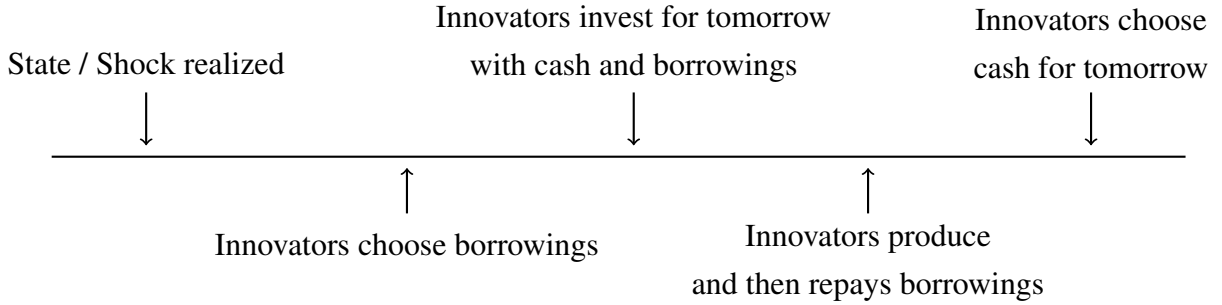 State / Shock realized
Innovators choose borrowings
Innovators invest for tomorrow
with cash and borrowings
Innovators produce
and then repays borrowings
Innovators choose
cash for tomorrow